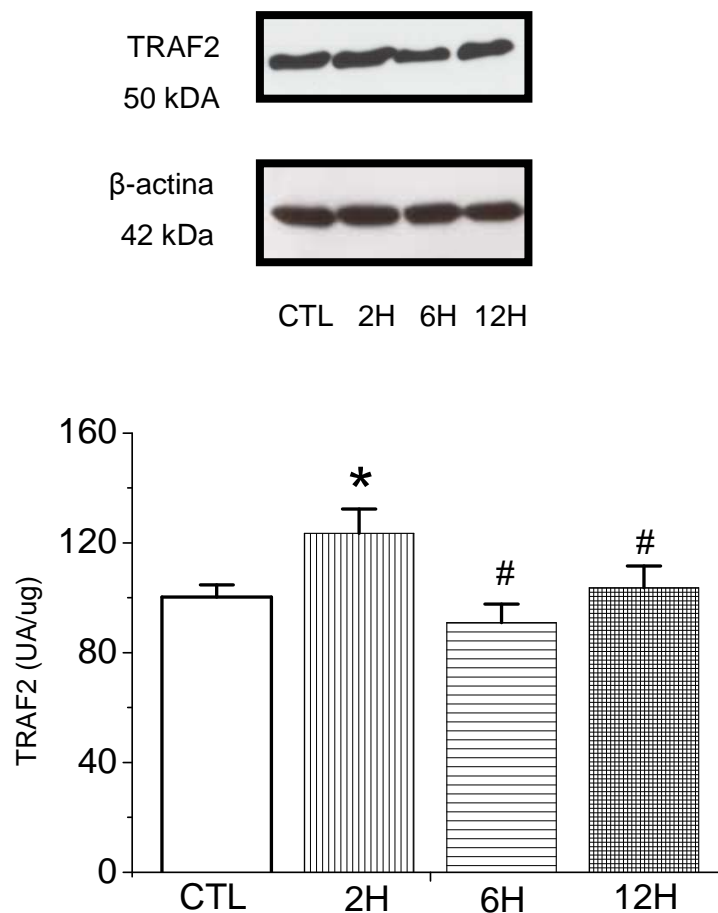 TRAF2
50 kDA
β-actina
42 kDa
CTL 2H 6H 12H
160
120
80
40
0
TRAF2 (UA/ug)
*
#
#
CTL 2H 6H 12H